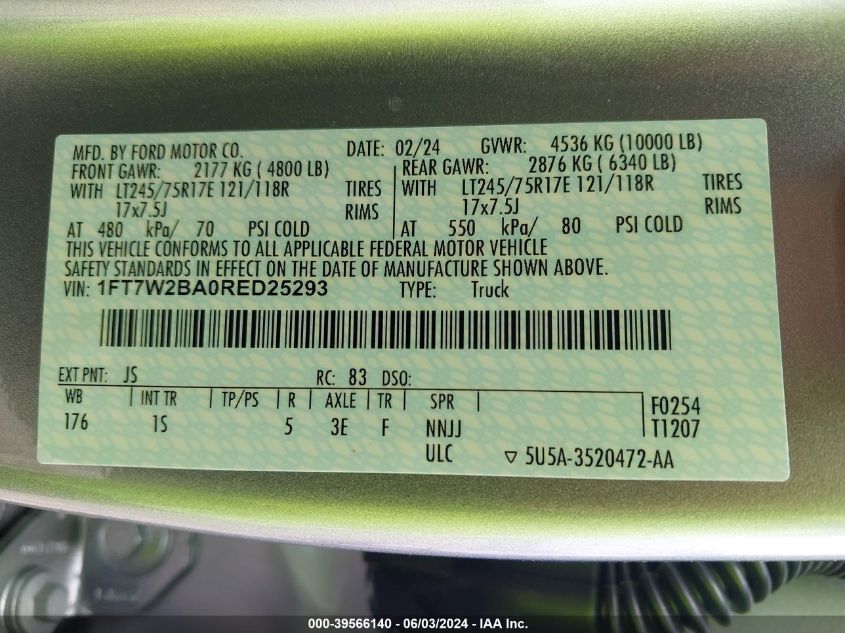 MFD. BY FORD MOTOR CO. DATE: 02/24 GVWR: 4536 KG (10000 LB)
FRONT GAWR: 2177 KG ( 4800 LB) REAR GAWR: 2876 KG ( 6340 LB)
WITH LT245/75R17E 121/118R TIRES WITH LT245/75R17E 121/118R TIRES
17x7.5J RIMS 17x7.5J RIMS
AT 480 kPa/ 70 PSI COLD AT 550 kPa/ 80 PSI COLD
THIS VEHICLE CONFORMS TO ALL APPLICABLE FEDERAL MOTOR VEHICLE
SAFETY STANDARDS IN EFFECT ON THE DATE OF MANUFACTURE SHOWN ABOVE.
VIN: 1FT7W2BA0RED25293 TYPE: Truck
EXT PNT: JS RC: 83 DSO:
WB INT TR TP/PS R AXLE TR SPR F0254
176 1S 5 3E F NNJJ T1207
ULC ▽ 5U5A-3520472-AA
000-39566140 - 06/03/2024 - IAA Inc.